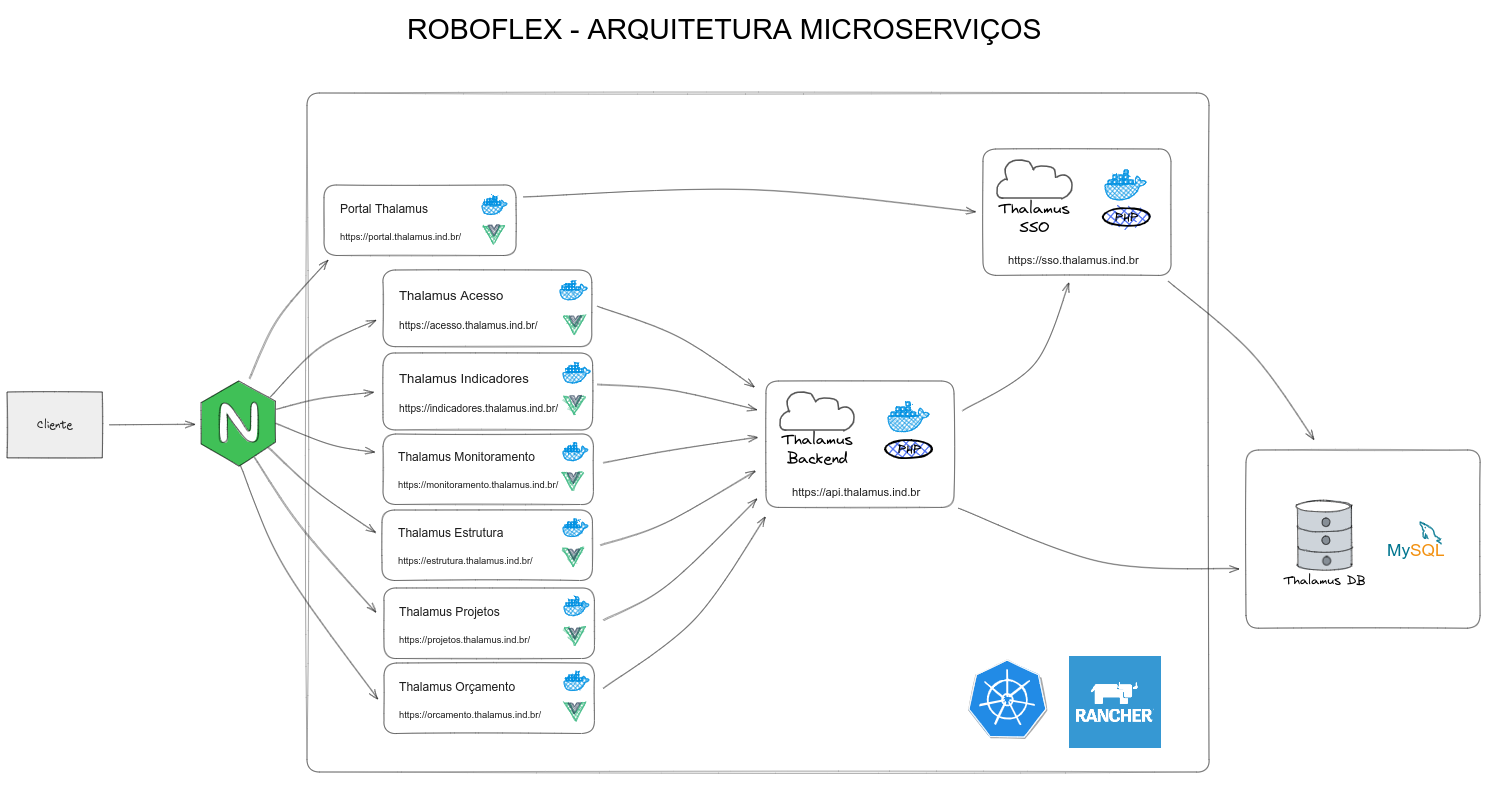 ROBOFLEX - ARQUITETURA MICROSERVIÇOS
cliente
N
Portal Thalamus
https://portal.thalamus.ind.br/
Thalamus Acesso
https://acesso.thalamus.ind.br/
Thalamus Indicadores
https://indicadores.thalamus.ind.br/
Thalamus Monitoramento
https://monitoramento.thalamus.ind.br/
Thalamus Estrutura
https://estrutura.thalamus.ind.br/
Thalamus Projetos
https://projetos.thalamus.ind.br/
Thalamus Orçamento
https://orcamento.thalamus.ind.br/
Thalamus
Backend
PHP
https://api.thalamus.ind.br
Thalamus
SSO
PHP
https://sso.thalamus.ind.br
Thalamus DB
MySQL
RANCHER